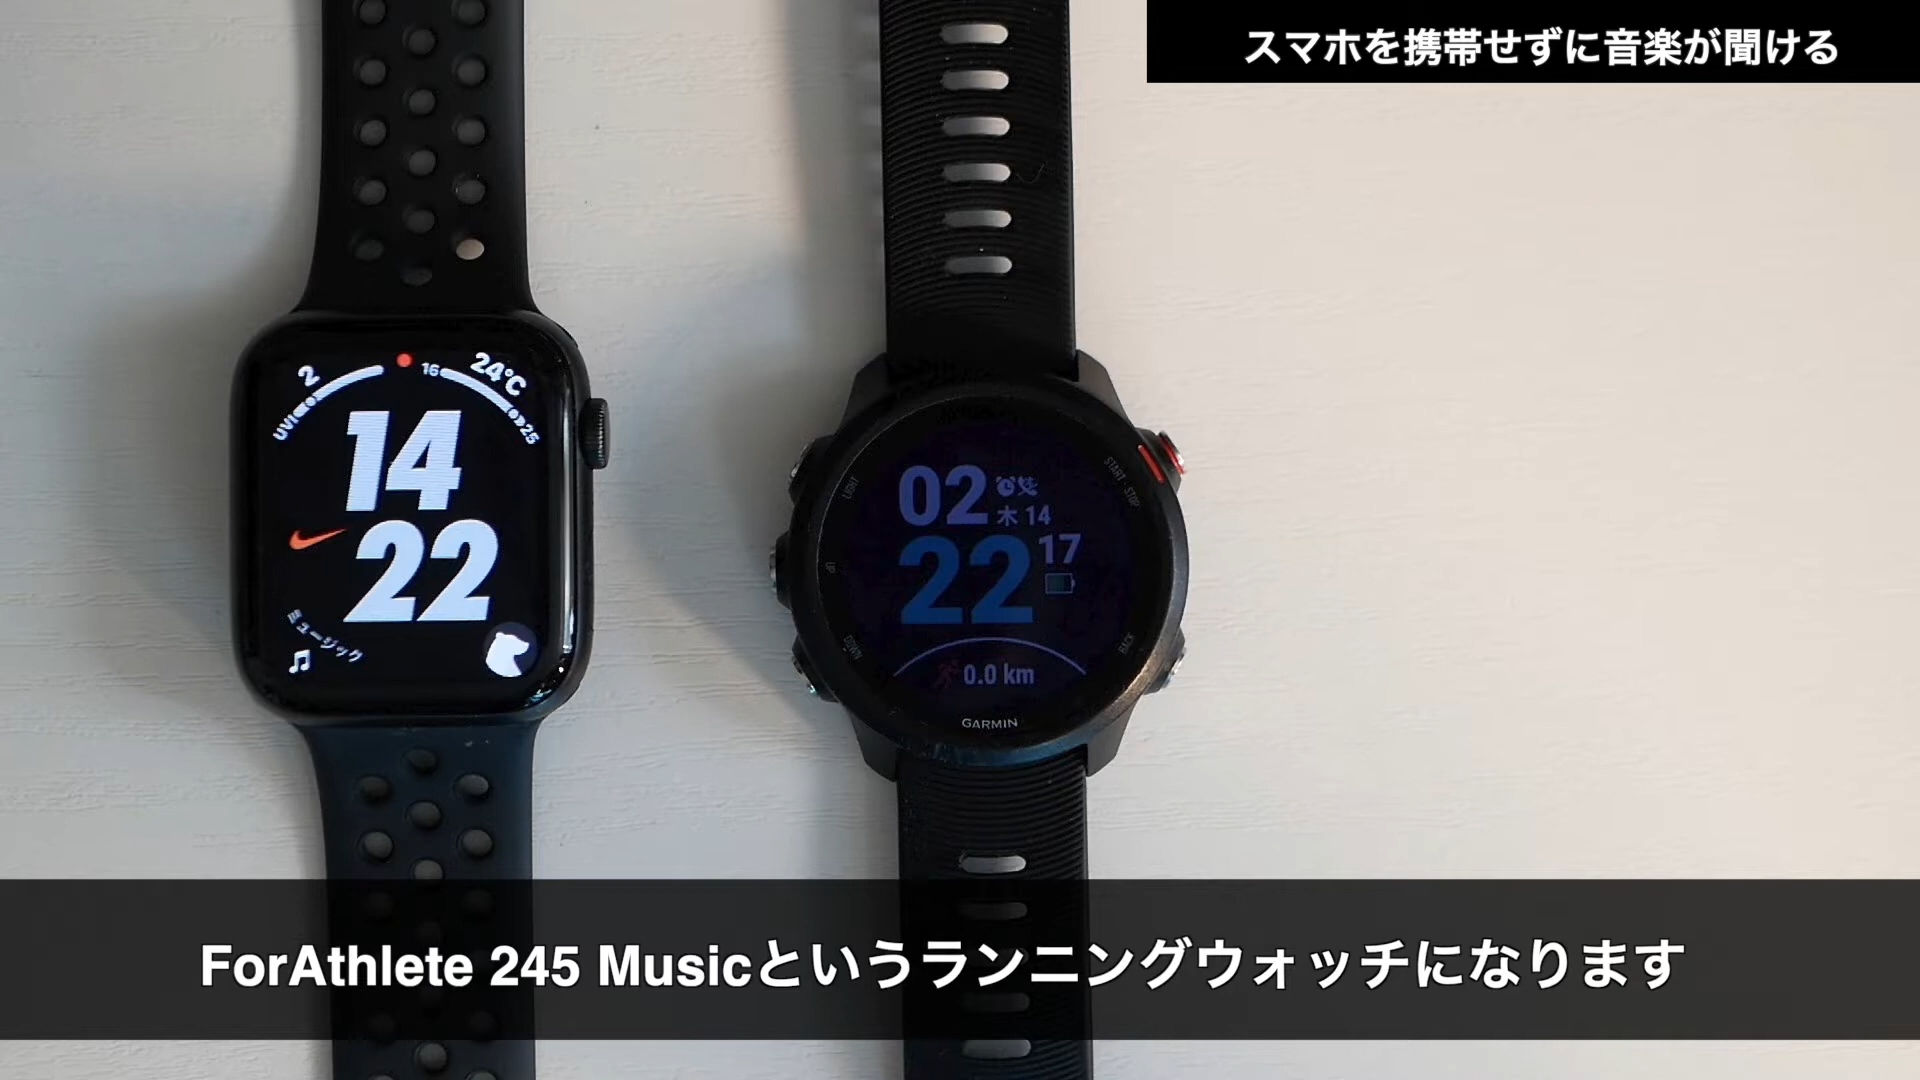 スマホを携帯せずに音楽が聞ける
2
16
24°C
UVI
25
14
22
ミュージック
LIGHT
START·STOP
02
木 14
22
17
UP
DOWN
BACK
0.0 km
GARMIN
ForAthlete 245 Musicというランニングウォッチになります